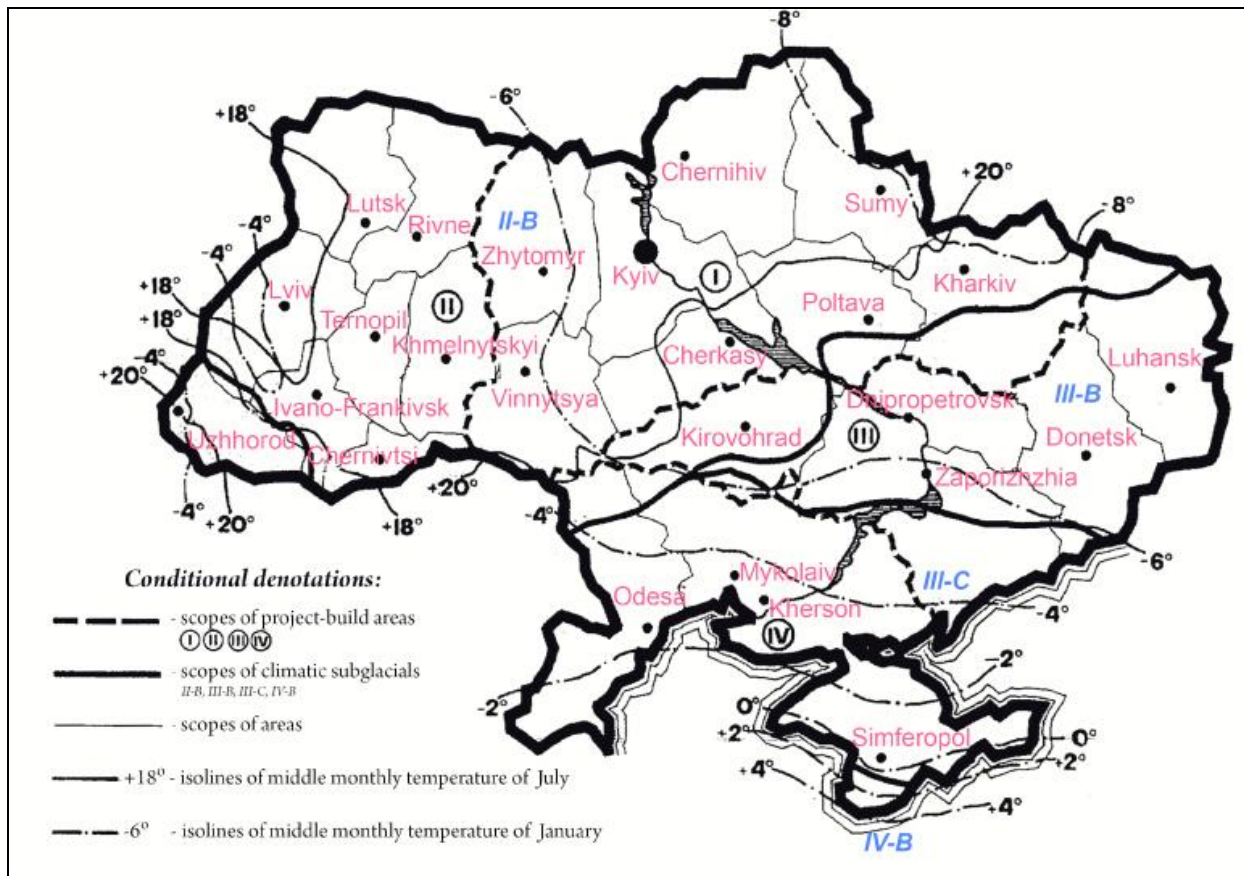 -8°
-6°
+18°
Chernihiv
+20°
Lutsk
Sumy
-8°
Rivne
II-B
-4°
-4°
Zhytomyr
Kyiv
I
Kharkiv
+18°
Lviv
II
Poltava
+18°
Ternopil
Khmelnytskyi
Cherkasy
Luhansk
-4°
+20°
Ivano-Frankivsk
Vinnytsya
Dnipropetrovsk
III-B
Uzhhorod
Chernivtsi
Kirovohrad
III
Donetsk
+20°
Zaporizhzhia
-4°
+20°
+18°
-4°
-6°
Conditional denotations:
Mykolaiv
III-C
Odesa
Kherson
-4°
- scopes of project-build areas
I II III IV
IV
- scopes of climatic subglacials
II-B, III-B, III-C, IV-B
-2°
-2°
0°
- scopes of areas
+2°
Simferopol
0°
+2°
+4°
+18° - isolines of middle monthly temperature of July
+4°
-6° - isolines of middle monthly temperature of January
IV-B